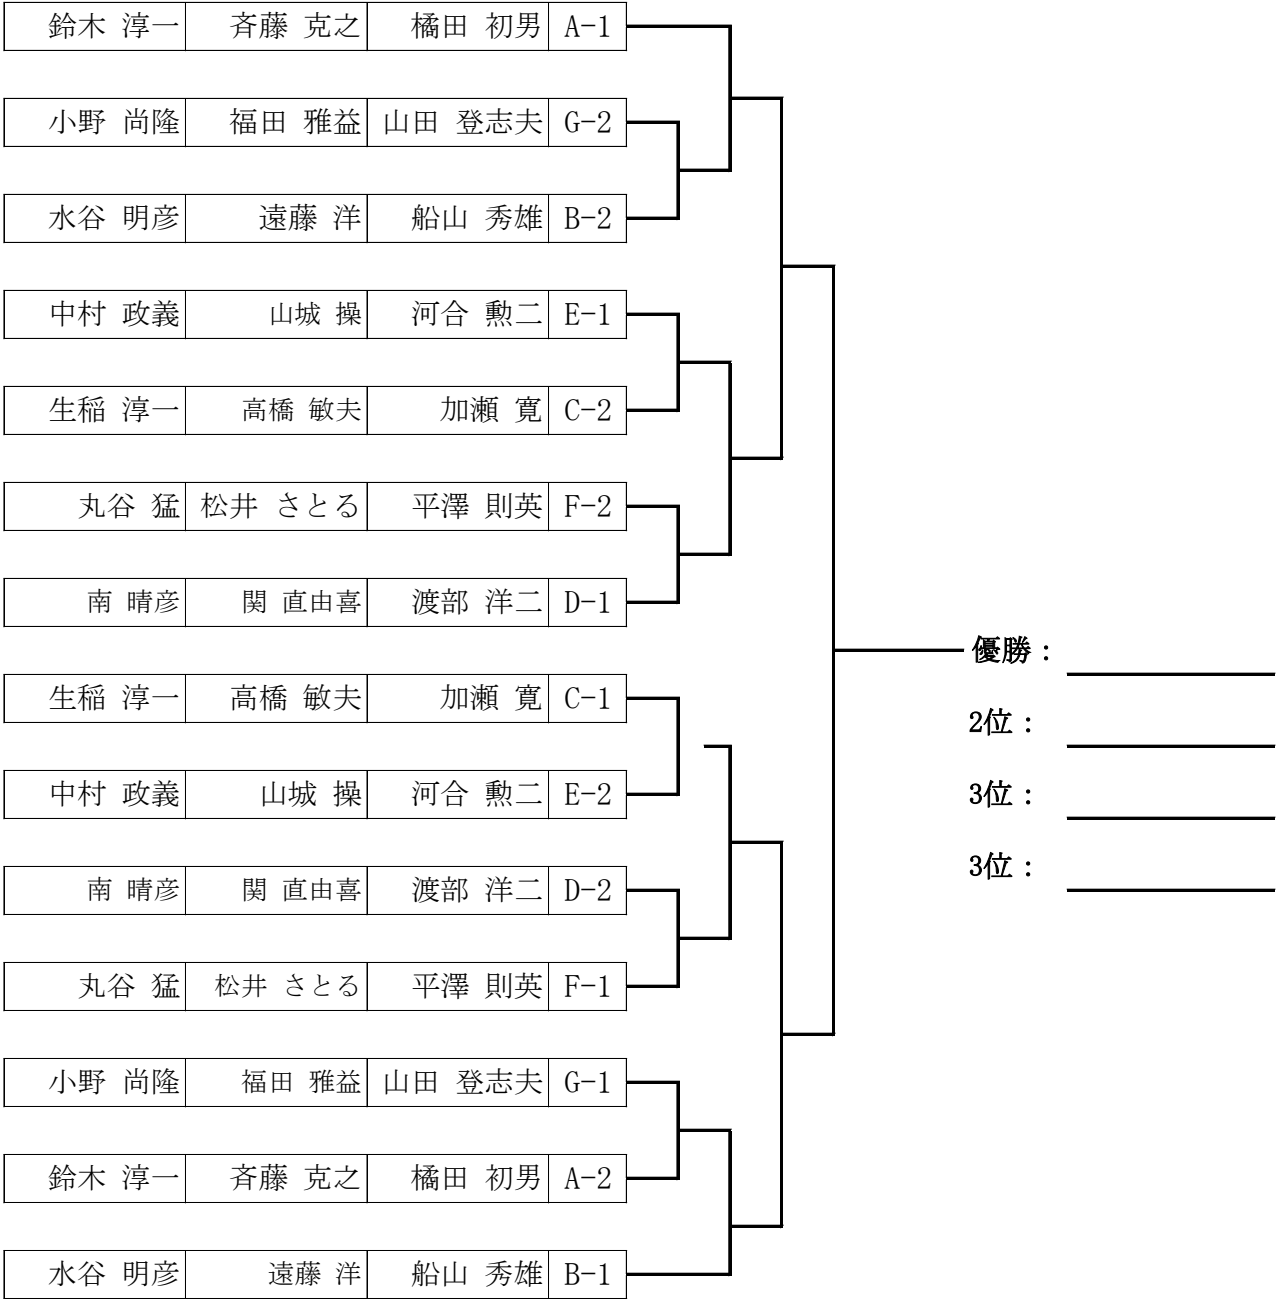 鈴木 淳一 斉藤 克之 橘田 初男 A-1
小野 尚隆 福田 雅益 山田 登志夫 G-2
水谷 明彦 遠藤 洋 船山 秀雄 B-2
中村 政義 山城 操 河合 勲二 E-1
生稲 淳一 高橋 敏夫 加瀬 寛 C-2
丸谷 猛 松井 さとる 平澤 則英 F-2
南 晴彦 関 直由喜 渡部 洋二 D-1
優勝：
生稲 淳一 高橋 敏夫 加瀬 寛 C-1
2位：
中村 政義 山城 操 河合 勲二 E-2
3位：
3位：
南 晴彦 関 直由喜 渡部 洋二 D-2
丸谷 猛 松井 さとる 平澤 則英 F-1
小野 尚隆 福田 雅益 山田 登志夫 G-1
鈴木 淳一 斉藤 克之 橘田 初男 A-2
水谷 明彦 遠藤 洋 船山 秀雄 B-1